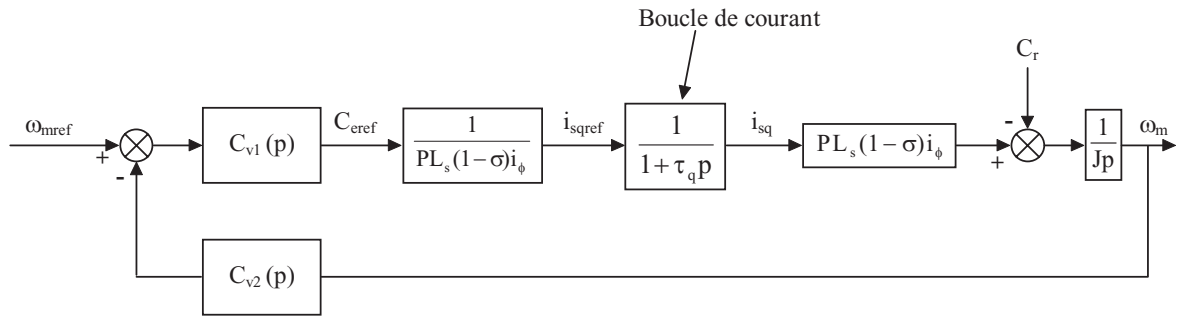 Boucle de courant
C_r
ω_mref
+
-
C_v1(p)
C_eref
1
PL_s(1−σ)i_ϕ
i_sqref
1
1+τ_q p
i_sq
PL_s(1−σ)i_ϕ
-
+
1
Jp
ω_m
C_v2(p)